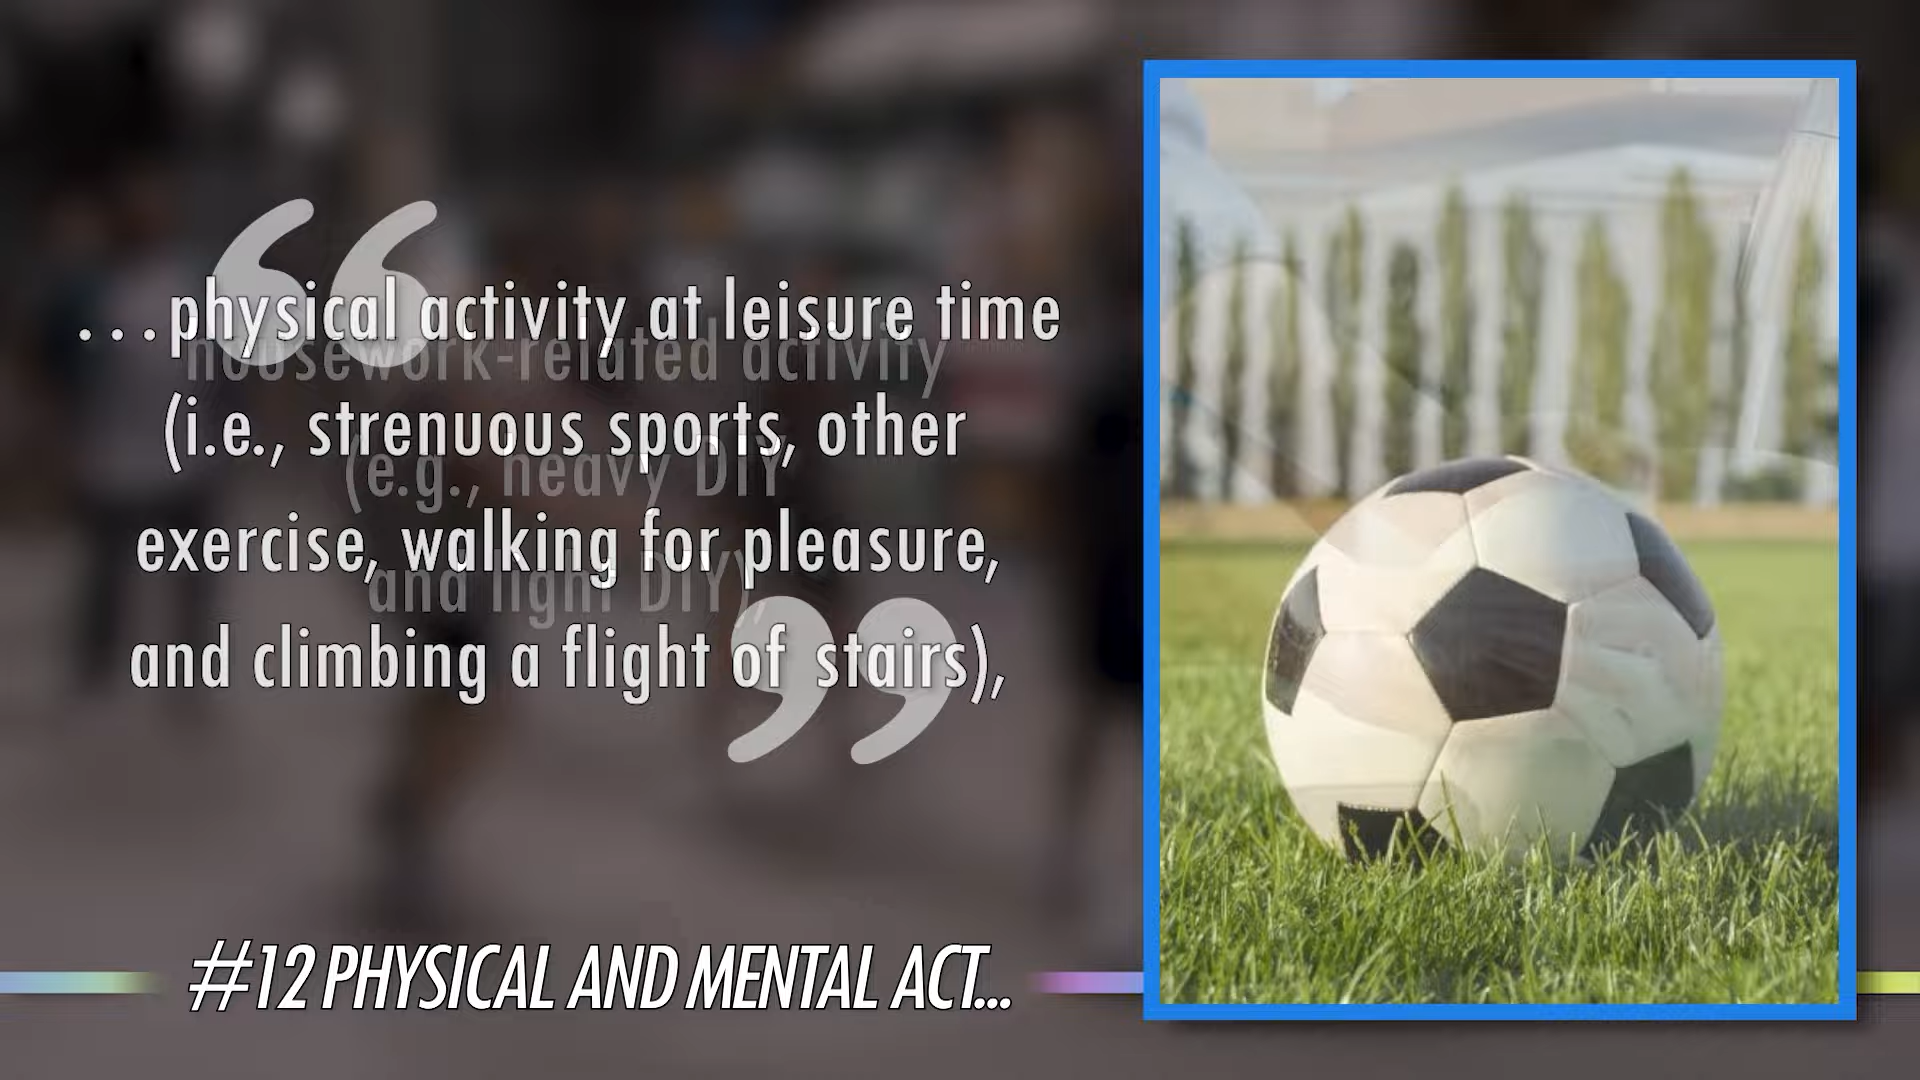 …physical activity at leisure time
housework-related activity
(i.e., strenuous sports, other
(e.g., heavy DIY
exercise, walking for pleasure,
and light DIY),
and climbing a flight of stairs),
#12 PHYSICAL AND MENTAL ACT...